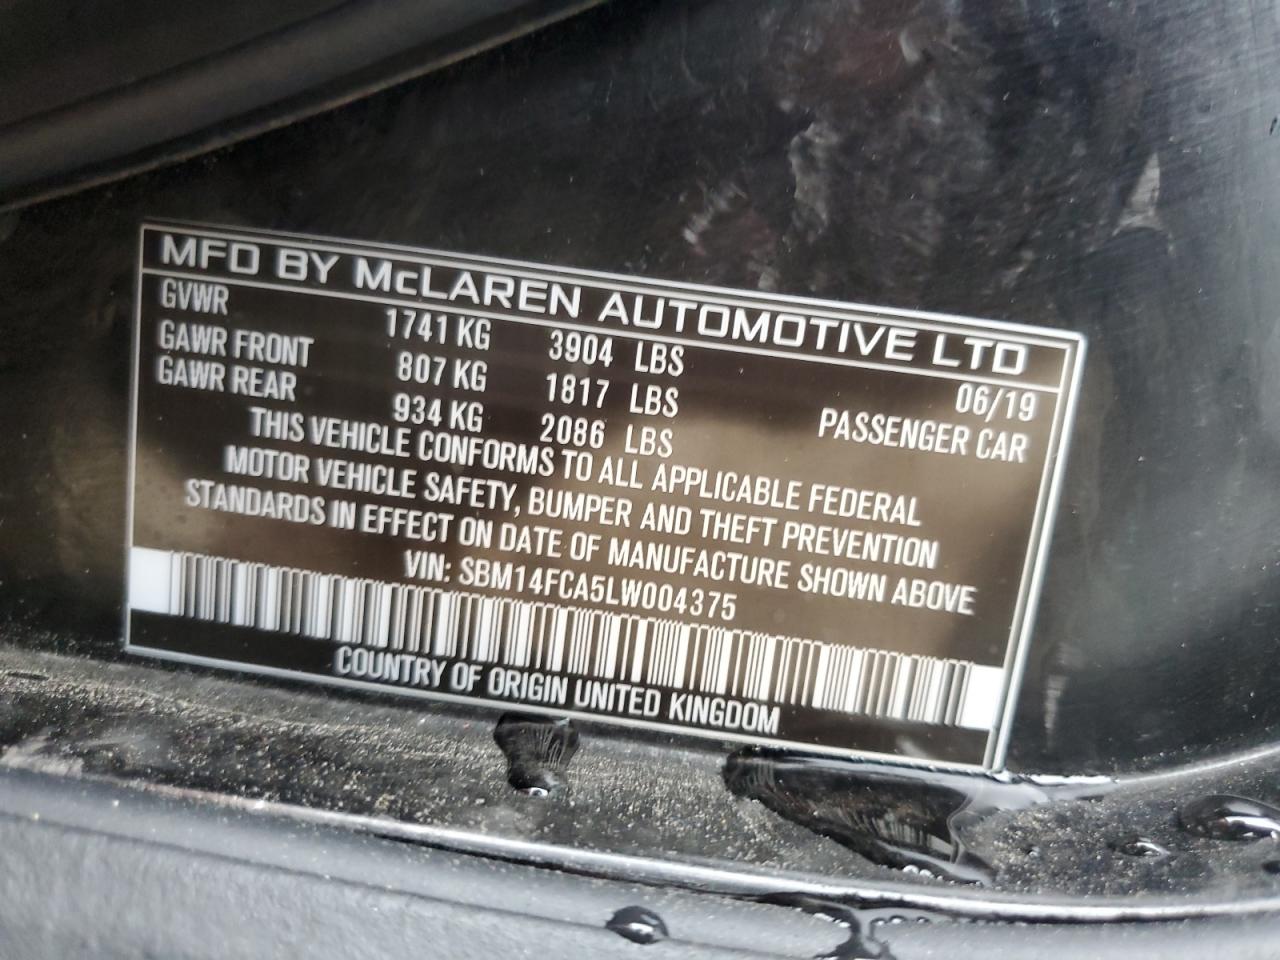 MFD BY McLAREN AUTOMOTIVE LTD
GVWR 1741 KG 3904 LBS 06/19
GAWR FRONT 807 KG 1817 LBS PASSENGER CAR
GAWR REAR 934 KG 2086 LBS
THIS VEHICLE CONFORMS TO ALL APPLICABLE FEDERAL
MOTOR VEHICLE SAFETY, BUMPER AND THEFT PREVENTION
STANDARDS IN EFFECT ON DATE OF MANUFACTURE SHOWN ABOVE
VIN: SBM14FCA5LW004375
COUNTRY OF ORIGIN UNITED KINGDOM